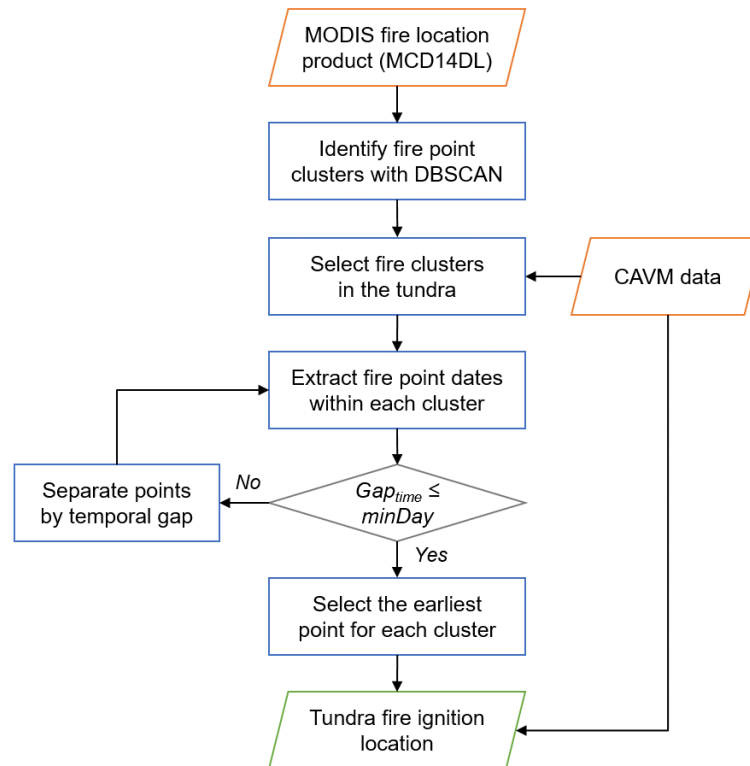 MODIS fire location
product (MCD14DL)
Identify fire point
clusters with DBSCAN
Select fire clusters
in the tundra
CAVM data
Extract fire point dates
within each cluster
Separate points
by temporal gap
No
Gap_time ≤
minDay
Yes
Select the earliest
point for each cluster
Tundra fire ignition
location